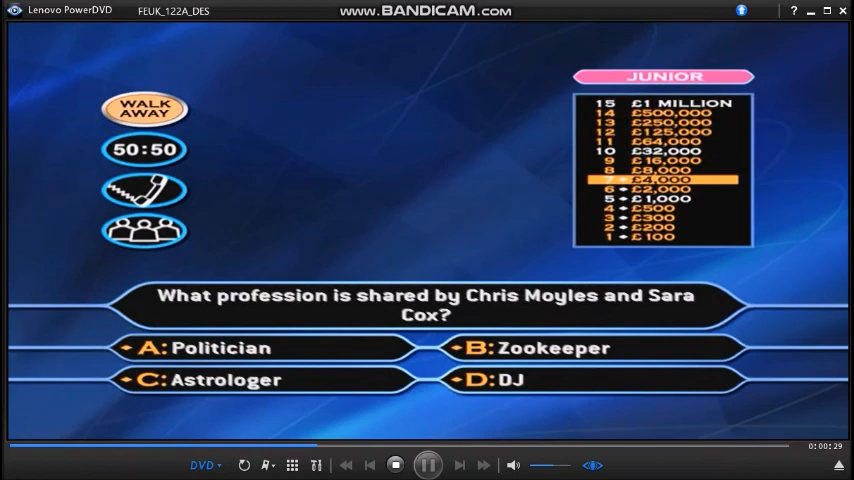 Lenovo PowerDVD
FEUK_122A_DES
www.BANDICAM.com
?
JUNIOR
WALK
AWAY
50:50
15 £1 MILLION
14 £500,000
13 £250,000
12 £125,000
11 £64,000
10 £32,000
9 £16,000
8 £8,000
7 £4,000
6 £2,000
5 £1,000
4 £500
3 £300
2 £200
1 £100
What profession is shared by Chris Moyles and Sara
Cox?
A: Politician
B: Zookeeper
C: Astrologer
D: DJ
0:00:29
DVD